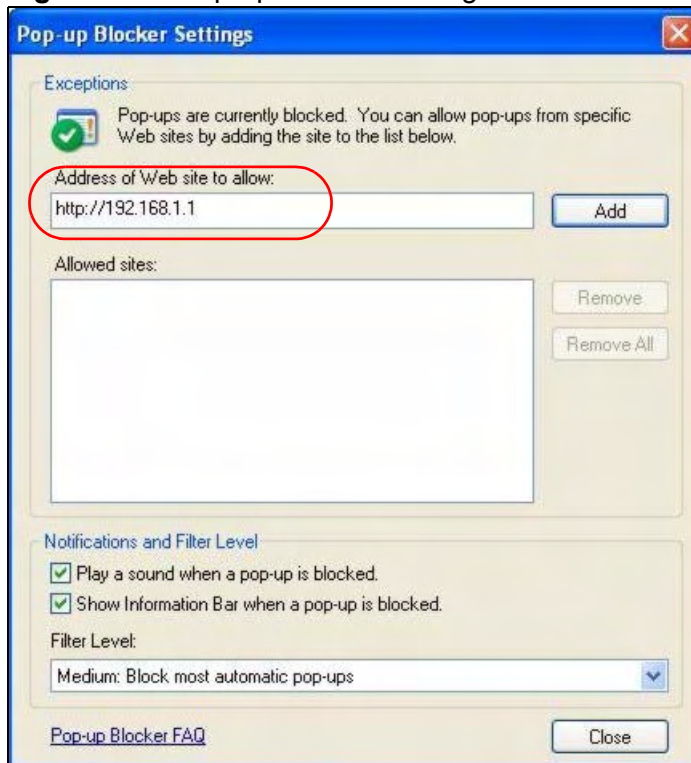 Pop-up Blocker Settings
Exceptions
Pop-ups are currently blocked. You can allow pop-ups from specific
Web sites by adding the site to the list below.
Address of Web site to allow:
http://192.168.1.1
Add
Allowed sites:
Remove
Remove All
Notifications and Filter Level
Play a sound when a pop-up is blocked.
Show Information Bar when a pop-up is blocked.
Filter Level:
Medium: Block most automatic pop-ups
Pop-up Blocker FAQ
Close